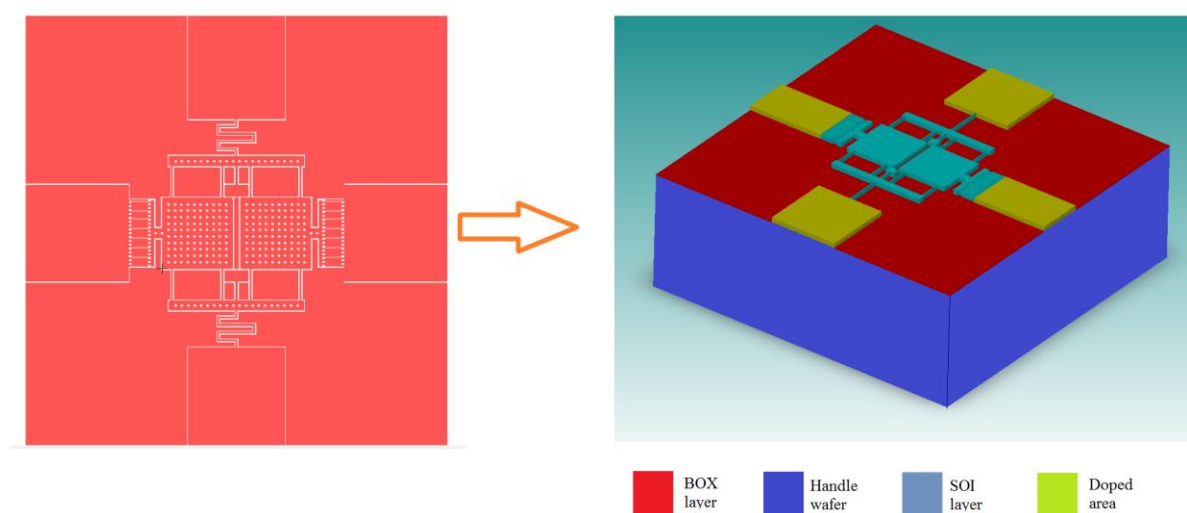 BOX
layer
Handle
wafer
SOI
layer
Doped
area